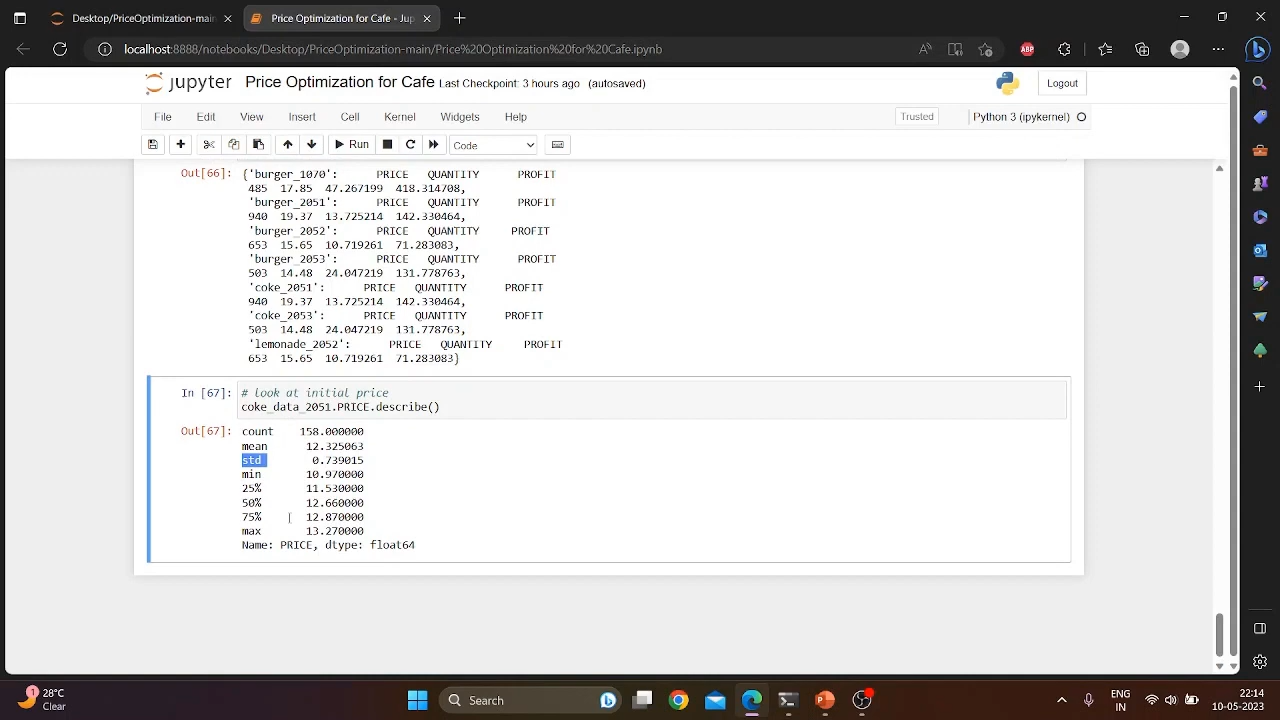 Desktop/PriceOptimization-main
Price Optimization for Cafe - Jup
localhost:8888/notebooks/Desktop/PriceOptimization-main/Price%20Optimization%20for%20Cafe.ipynb
ABP
jupyter Price Optimization for Cafe Last Checkpoint: 3 hours ago (autosaved)
Logout
File Edit View Insert Cell Kernel Widgets Help
Trusted Python 3 (ipykernel)
Run Code
Out[66]: {'burger_1070': PRICE QUANTITY PROFIT
485 17.85 47.267199 418.314708,
'burger_2051': PRICE QUANTITY PROFIT
940 19.37 13.725214 142.330464,
'burger_2052': PRICE QUANTITY PROFIT
653 15.65 10.719261 71.283083,
'burger_2053': PRICE QUANTITY PROFIT
503 14.48 24.047219 131.778763,
'coke_2051': PRICE QUANTITY PROFIT
940 19.37 13.725214 142.330464,
'coke_2053': PRICE QUANTITY PROFIT
503 14.48 24.047219 131.778763,
'lemonade_2052': PRICE QUANTITY PROFIT
653 15.65 10.719261 71.283083}
In [67]: # look at initial price
coke_data_2051.PRICE.describe()
Out[67]: count 158.000000
mean 12.325063
std 0.739015
min 10.970000
25% 11.530000
50% 12.660000
75% 12.870000
max 13.270000
Name: PRICE, dtype: float64
1
28°C
Clear
Search
ENG
IN
22:14
10-05-2023